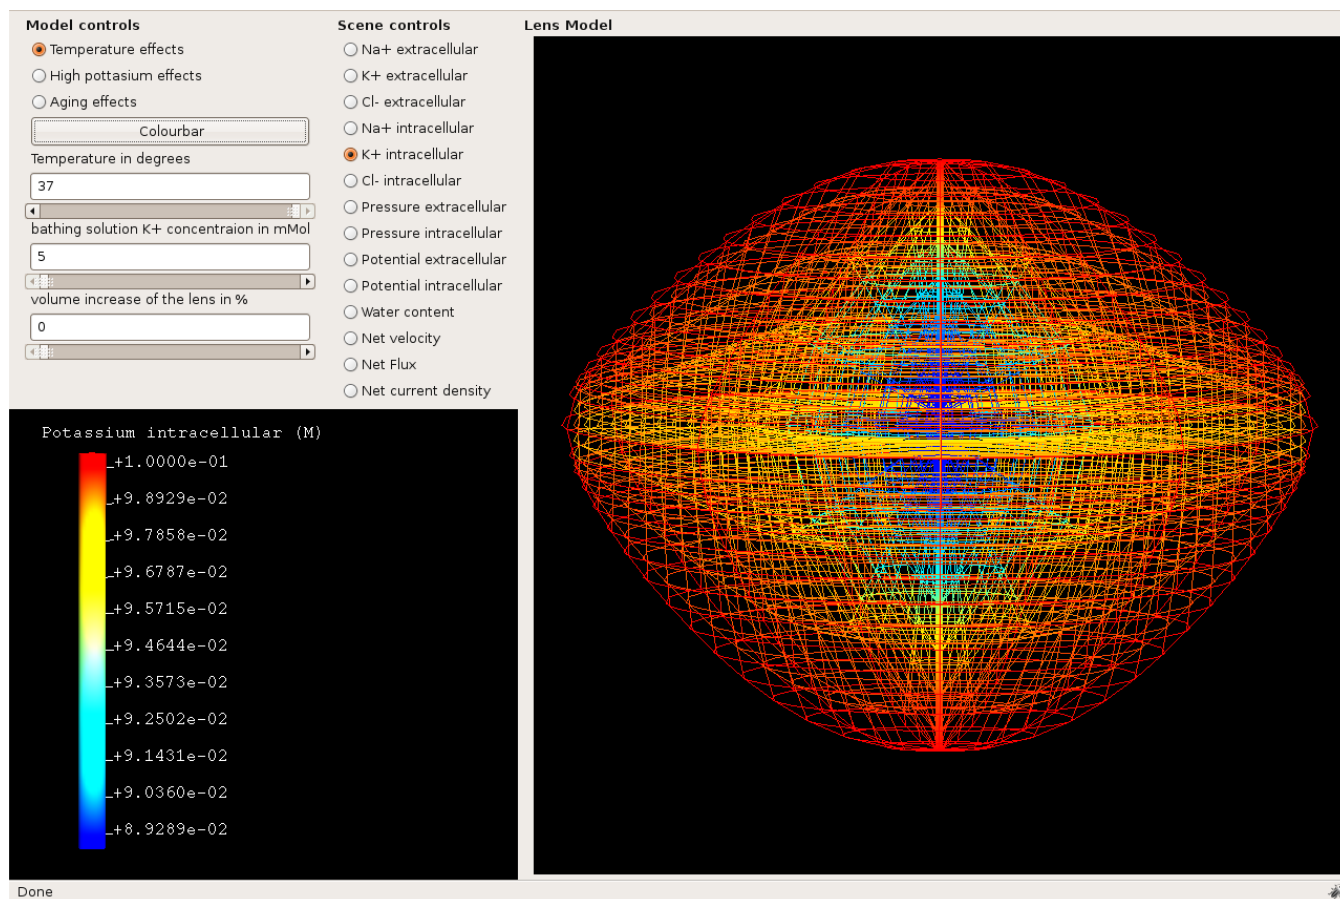 Model controls
Temperature effects
High pottasium effects
Aging effects
Colourbar
Temperature in degrees
37
bathing solution K+ concentraion in mMol
5
volume increase of the lens in %
0
Scene controls
Na+ extracellular
K+ extracellular
Cl- extracellular
Na+ intracellular
K+ intracellular
Cl- intracellular
Pressure extracellular
Pressure intracellular
Potential extracellular
Potential intracellular
Water content
Net velocity
Net Flux
Net current density
Lens Model
Potassium intracellular (M)
+1.0000e-01
+9.8929e-02
+9.7858e-02
+9.6787e-02
+9.5715e-02
+9.4644e-02
+9.3573e-02
+9.2502e-02
+9.1431e-02
+9.0360e-02
+8.9289e-02
Done